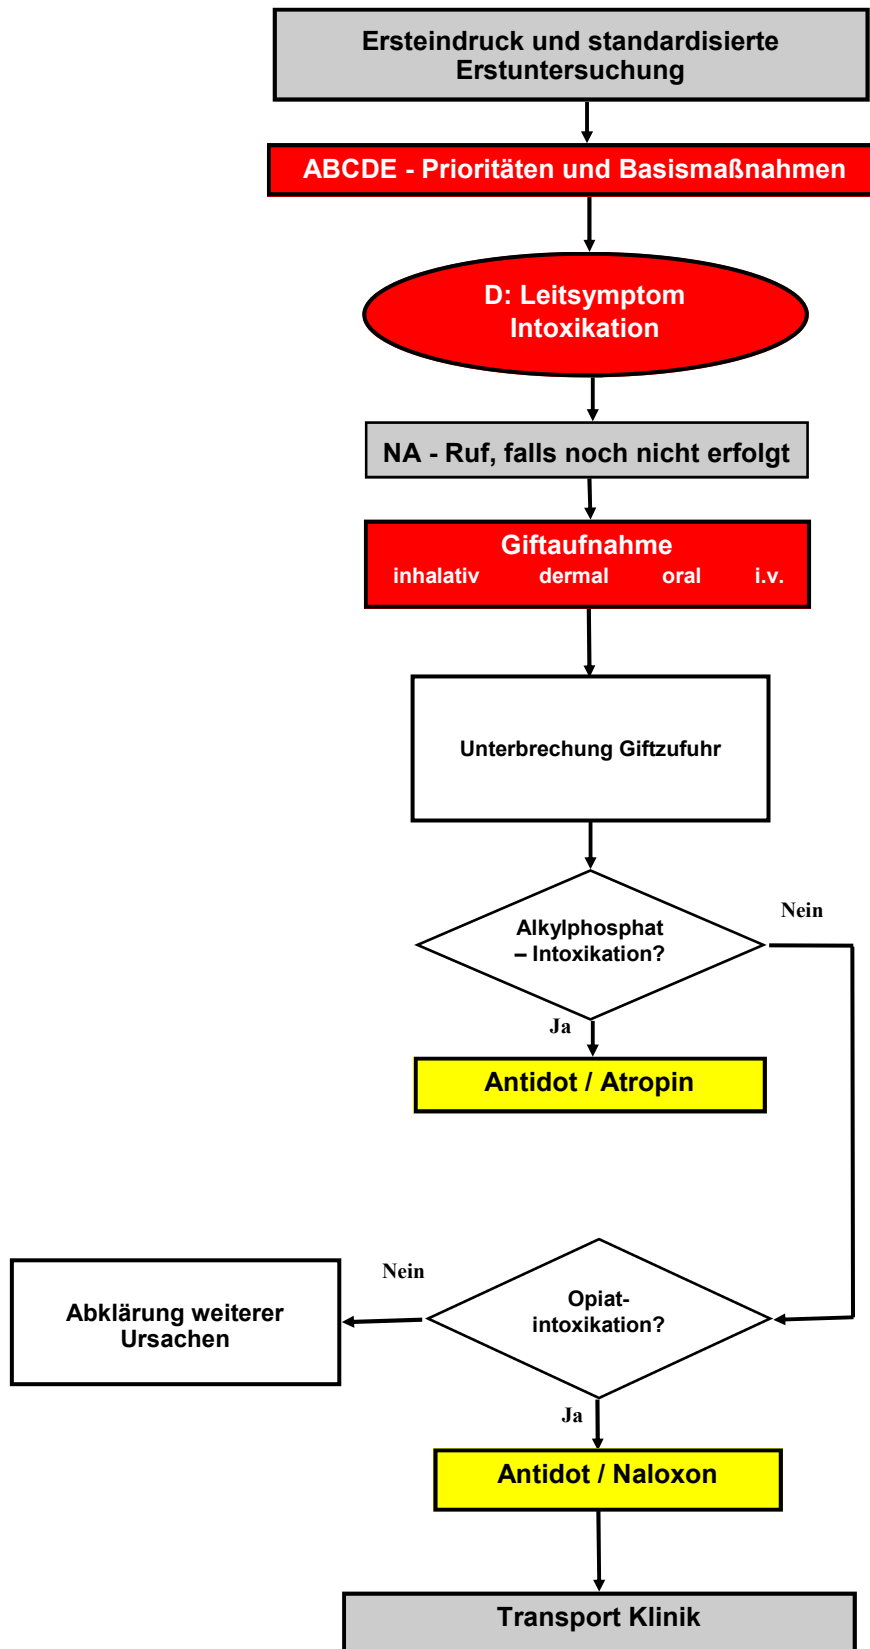 Ersteindruck und standardisierte
Erstuntersuchung
ABCDE - Prioritäten und Basismaßnahmen
D: Leitsymptom
Intoxikation
NA - Ruf, falls noch nicht erfolgt
Giftaufnahme
inhalativ dermal oral i.v.
Unterbrechung Giftzufuhr
Alkylphosphat
– Intoxikation?
Nein
Ja
Antidot / Atropin
Opiat-
intoxikation?
Nein
Abklärung weiterer
Ursachen
Ja
Antidot / Naloxon
Transport Klinik